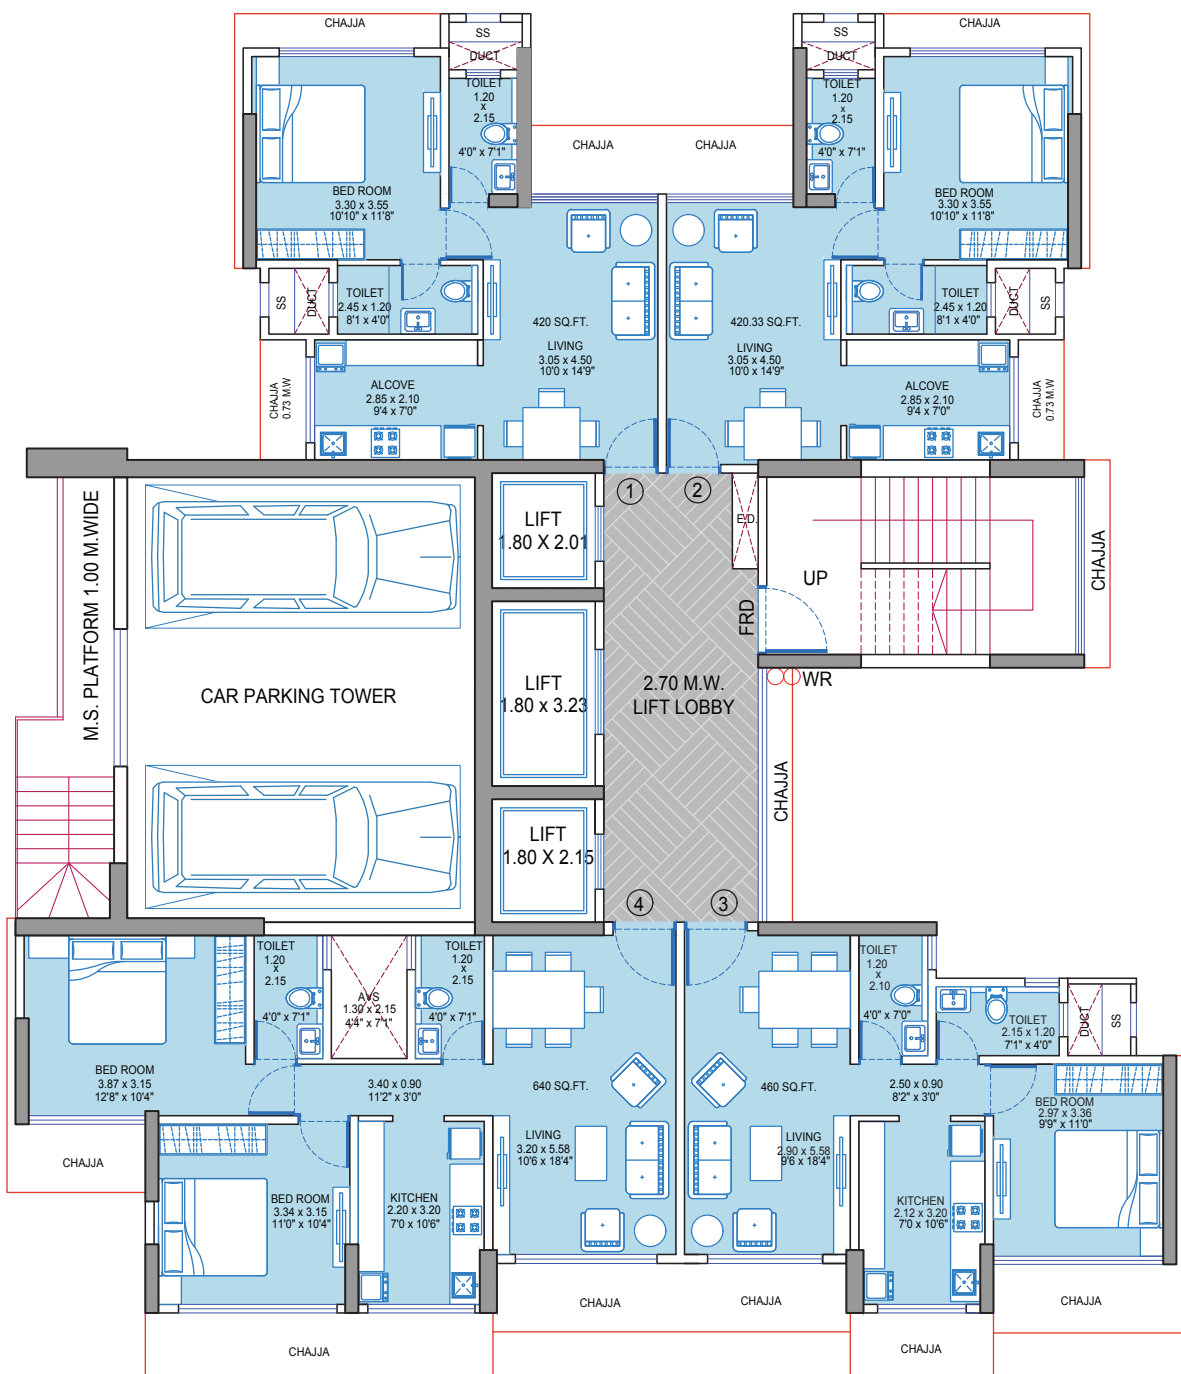 CHAJJA
SS
DUCT
TOILET
1.20
x
2.15
4'0" x 7'1"
BED ROOM
3.30 x 3.55
10'10" x 11'8"
CHAJJA
CHAJJA
CHAJJA
SS
DUCT
TOILET
1.20
x
2.15
4'0" x 7'1"
BED ROOM
3.30 x 3.55
10'10" x 11'8"
SS
DUCT
TOILET
2.45 x 1.20
8'1 x 4'0"
420 SQ.FT.
LIVING
3.05 x 4.50
10'0 x 14'9"
ALCOVE
2.85 x 2.10
9'4 x 7'0"
CHAJJA
0.73 M.W
420.33 SQ.FT.
LIVING
3.05 x 4.50
10'0 x 14'9"
TOILET
2.45 x 1.20
8'1 x 4'0"
DUCT
SS
ALCOVE
2.85 x 2.10
9'4 x 7'0"
CHAJJA
0.73 M.W
1
2
E.D.
LIFT
1.80 X 2.01
UP
FRD
CHAJJA
M.S. PLATFORM 1.00 M.WIDE
CAR PARKING TOWER
LIFT
1.80 x 3.23
2.70 M.W.
LIFT LOBBY
WR
CHAJJA
LIFT
1.80 X 2.15
4
3
TOILET
1.20
x
2.15
4'0" x 7'1"
AVS
1.30 x 2.15
4'4" x 7'1"
TOILET
1.20
x
2.15
4'0" x 7'1"
TOILET
1.20
x
2.10
4'0" x 7'0"
TOILET
2.15 x 1.20
7'1" x 4'0"
DUCT
SS
BED ROOM
3.87 x 3.15
12'8" x 10'4"
3.40 x 0.90
11'2" x 3'0"
640 SQ.FT.
460 SQ.FT.
2.50 x 0.90
8'2" x 3'0"
BED ROOM
2.97 x 3.36
9'9" x 11'0"
LIVING
3.20 x 5.58
10'6 x 18'4"
LIVING
2.90 x 5.58
9'6 x 18'4"
CHAJJA
BED ROOM
3.34 x 3.15
11'0" x 10'4"
KITCHEN
2.20 x 3.20
7'0 x 10'6"
KITCHEN
2.12 x 3.20
7'0 x 10'6"
CHAJJA
CHAJJA
CHAJJA
CHAJJA
CHAJJA